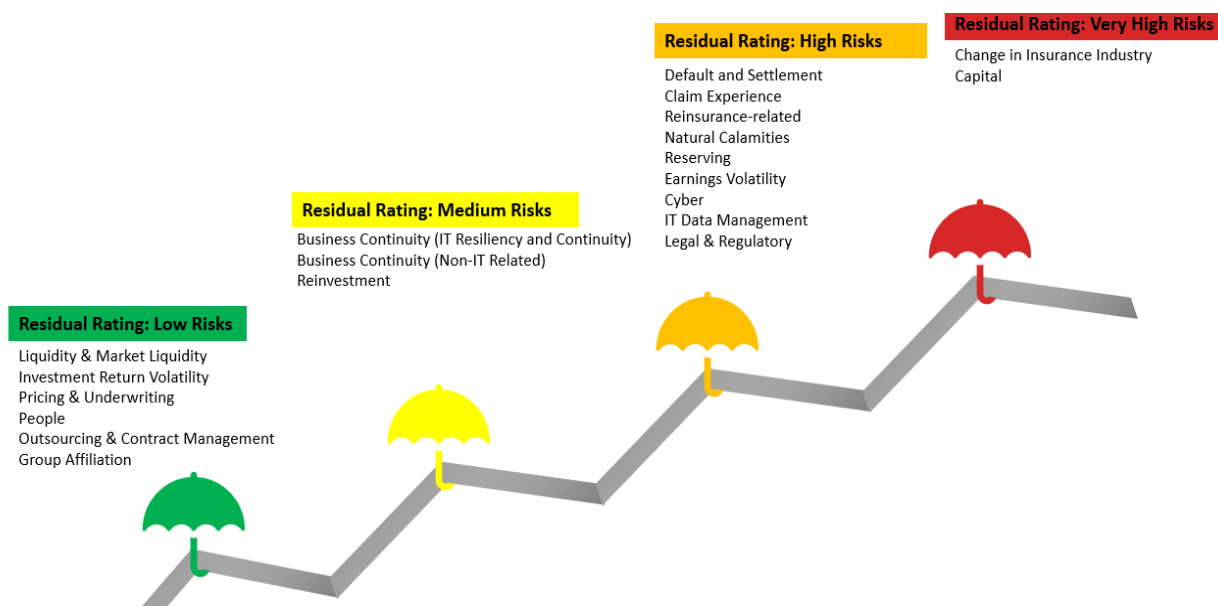 Residual Rating: Low Risks
Liquidity & Market Liquidity
Investment Return Volatility
Pricing & Underwriting
People
Outsourcing & Contract Management
Group Affiliation
Residual Rating: Medium Risks
Business Continuity (IT Resiliency and Continuity)
Business Continuity (Non-IT Related)
Reinvestment
Residual Rating: High Risks
Default and Settlement
Claim Experience
Reinsurance-related
Natural Calamities
Reserving
Earnings Volatility
Cyber
IT Data Management
Legal & Regulatory
Residual Rating: Very High Risks
Change in Insurance Industry
Capital